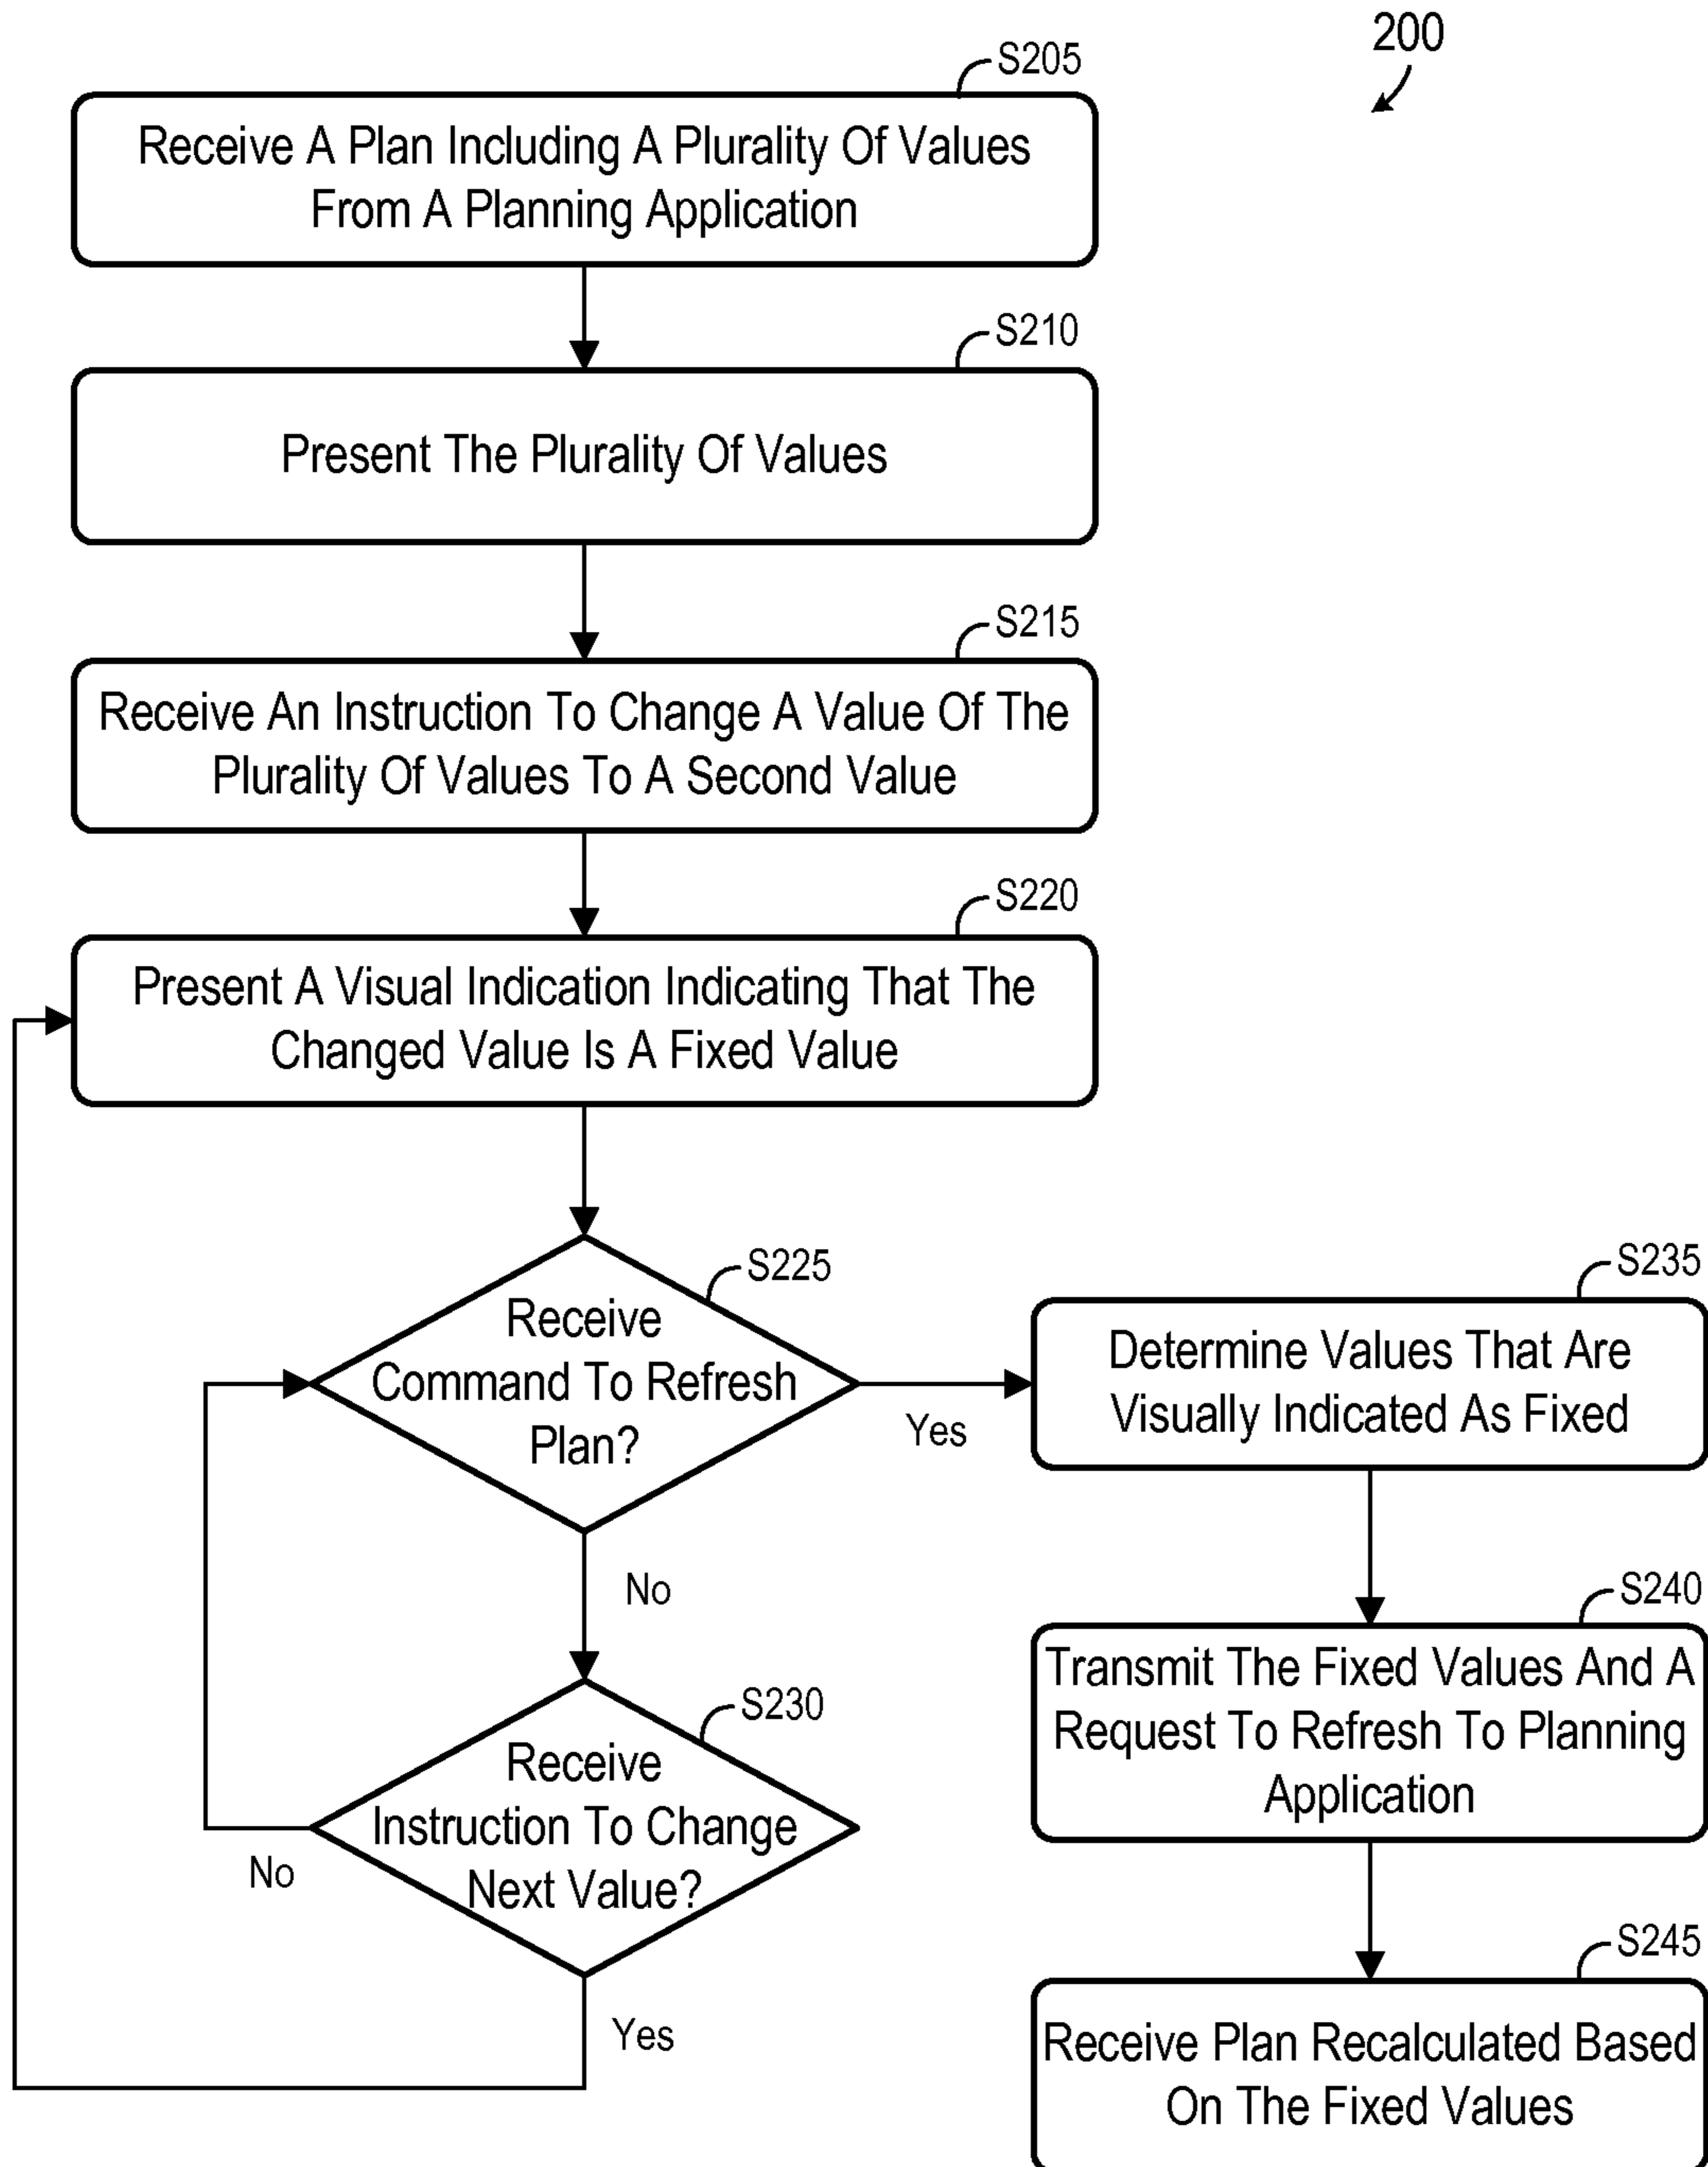 200
S205
Receive A Plan Including A Plurality Of Values
From A Planning Application
S210
Present The Plurality Of Values
S215
Receive An Instruction To Change A Value Of The
Plurality Of Values To A Second Value
S220
Present A Visual Indication Indicating That The
Changed Value Is A Fixed Value
S225
Receive
Command To Refresh
Plan?
Yes
No
S230
Receive
Instruction To Change
Next Value?
No
Yes
S235
Determine Values That Are
Visually Indicated As Fixed
S240
Transmit The Fixed Values And A
Request To Refresh To Planning
Application
S245
Receive Plan Recalculated Based
On The Fixed Values